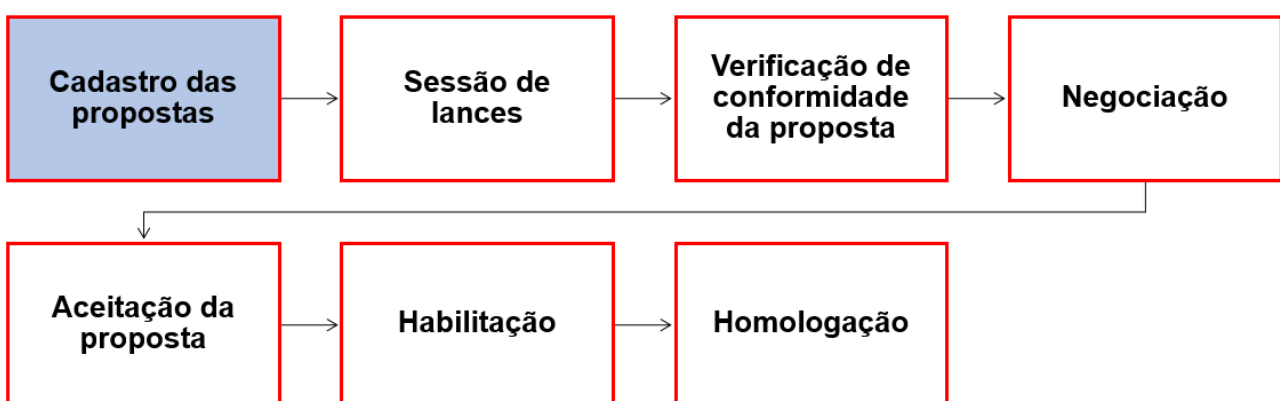 Cadastro das
propostas
Sessão de
lances
Verificação de
conformidade
da proposta
Negociação
Aceitação da
proposta
Habilitação
Homologação